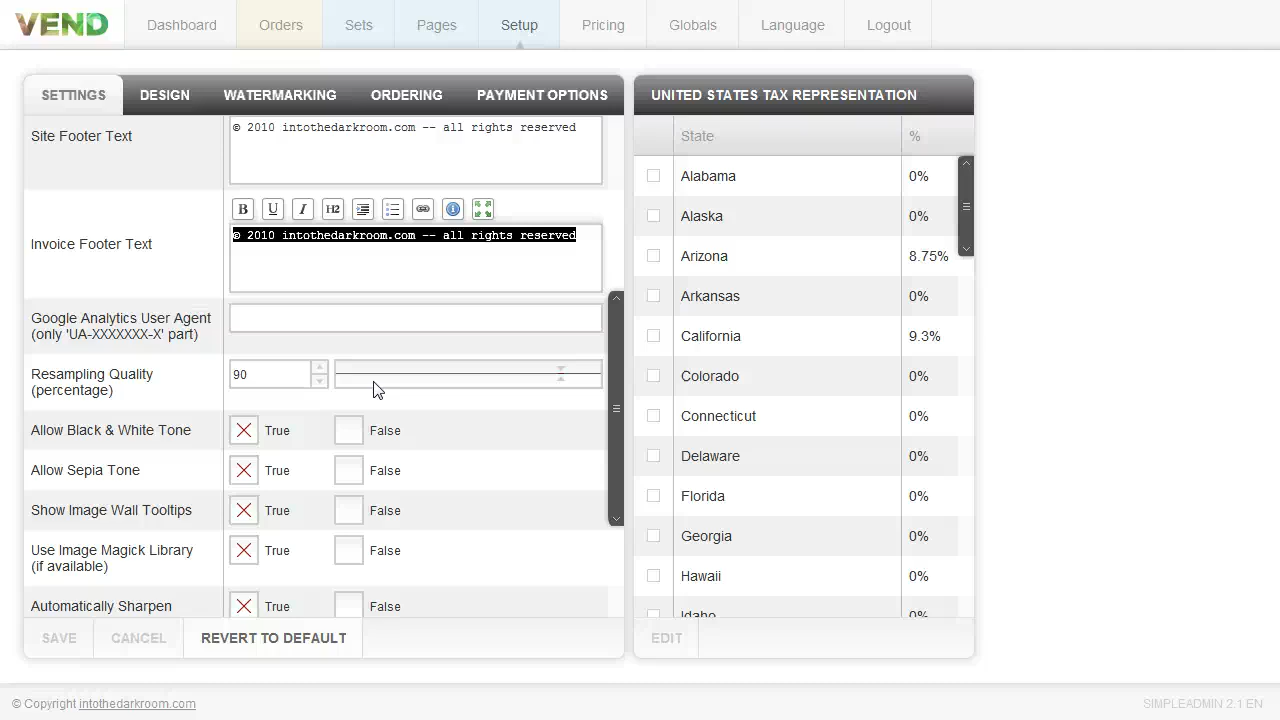 VEND Dashboard Orders Sets Pages Setup Pricing Globals Language Logout
SETTINGS DESIGN WATERMARKING ORDERING PAYMENT OPTIONS
Site Footer Text
© 2010 intothedarkroom.com -- all rights reserved
B U I H2
Invoice Footer Text
© 2010 intothedarkroom.com -- all rights reserved
Google Analytics User Agent
(only 'UA-XXXXXXX-X' part)
Resampling Quality
(percentage)
90
Allow Black & White Tone True False
Allow Sepia Tone True False
Show Image Wall Tooltips True False
Use Image Magick Library
(if available)
True False
Automatically Sharpen True False
SAVE CANCEL REVERT TO DEFAULT
UNITED STATES TAX REPRESENTATION
State %
Alabama 0%
Alaska 0%
Arizona 8.75%
Arkansas 0%
California 9.3%
Colorado 0%
Connecticut 0%
Delaware 0%
Florida 0%
Georgia 0%
Hawaii 0%
Idaho 0%
EDIT
© Copyright intothedarkroom.com
SIMPLEADMIN 2.1 EN